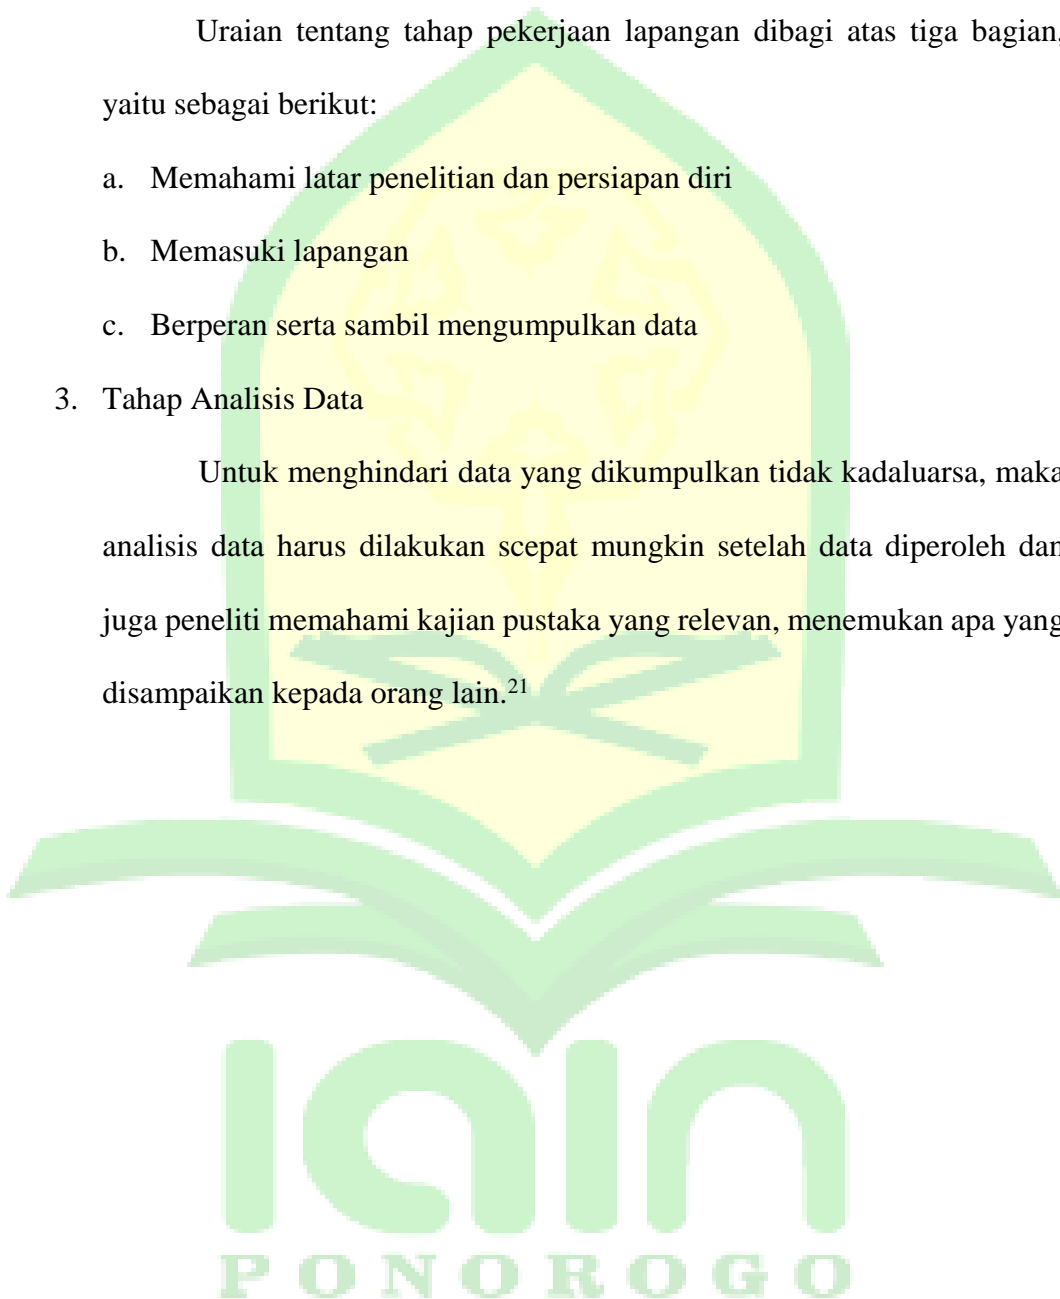 Uraian tentang tahap pekerjaan lapangan dibagi atas tiga bagian,
yaitu sebagai berikut:
a. Memahami latar penelitian dan persiapan diri
b. Memasuki lapangan
c. Berperan serta sambil mengumpulkan data
3. Tahap Analisis Data
Untuk menghindari data yang dikumpulkan tidak kadaluarsa, maka
analisis data harus dilakukan scepat mungkin setelah data diperoleh dan
juga peneliti memahami kajian pustaka yang relevan, menemukan apa yang
disampaikan kepada orang lain.21
iain
PONOROGO